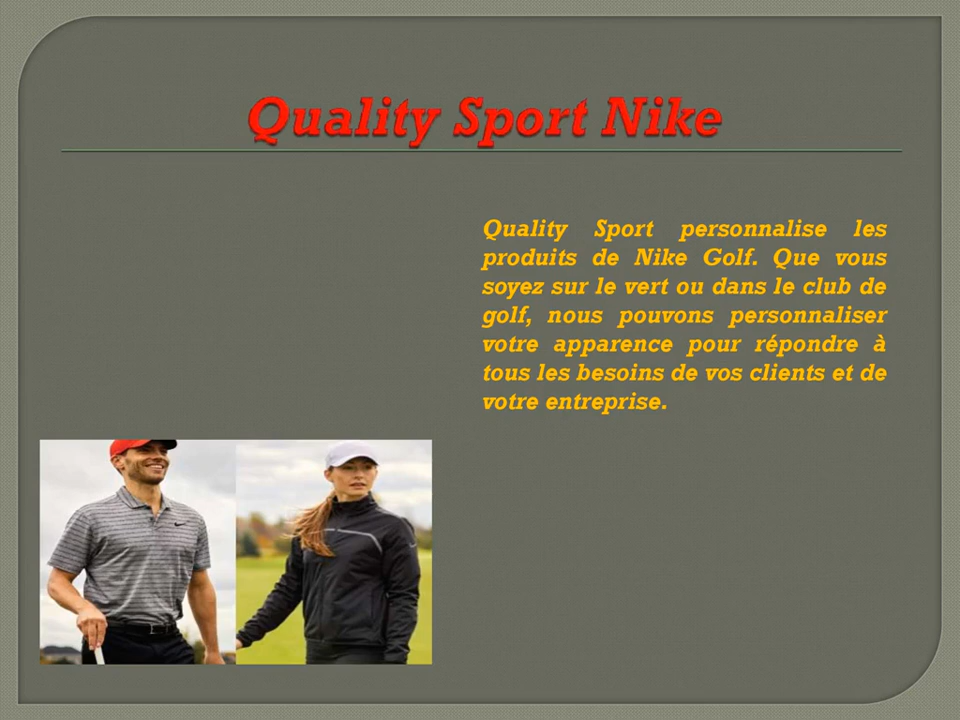 Quality Sport Nike
Quality Sport personnalise les
produits de Nike Golf. Que vous
soyez sur le vert ou dans le club de
golf, nous pouvons personnaliser
votre apparence pour répondre à
tous les besoins de vos clients et de
votre entreprise.